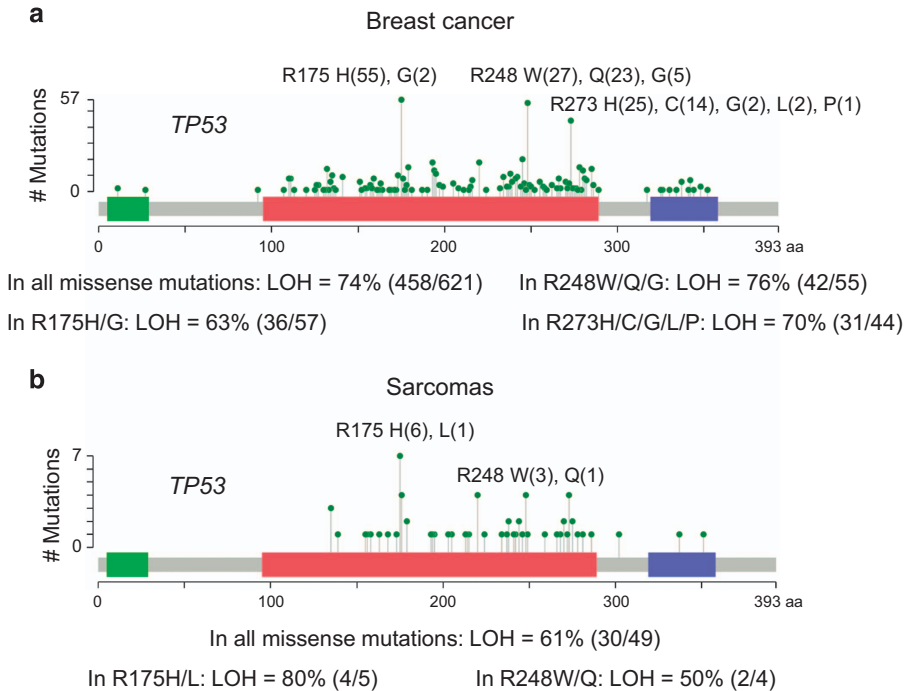 a
Breast cancer
R175 H(55), G(2)
R248 W(27), Q(23), G(5)
R273 H(25), C(14), G(2), L(2), P(1)
57
TP53
# Mutations
0
0 100 200 300 393 aa
In all missense mutations: LOH = 74% (458/621)
In R248W/Q/G: LOH = 76% (42/55)
In R175H/G: LOH = 63% (36/57)
In R273H/C/G/L/P: LOH = 70% (31/44)
b
Sarcomas
R175 H(6), L(1)
7
R248 W(3), Q(1)
TP53
# Mutations
0
0 100 200 300 393 aa
In all missense mutations: LOH = 61% (30/49)
In R175H/L: LOH = 80% (4/5)
In R248W/Q: LOH = 50% (2/4)